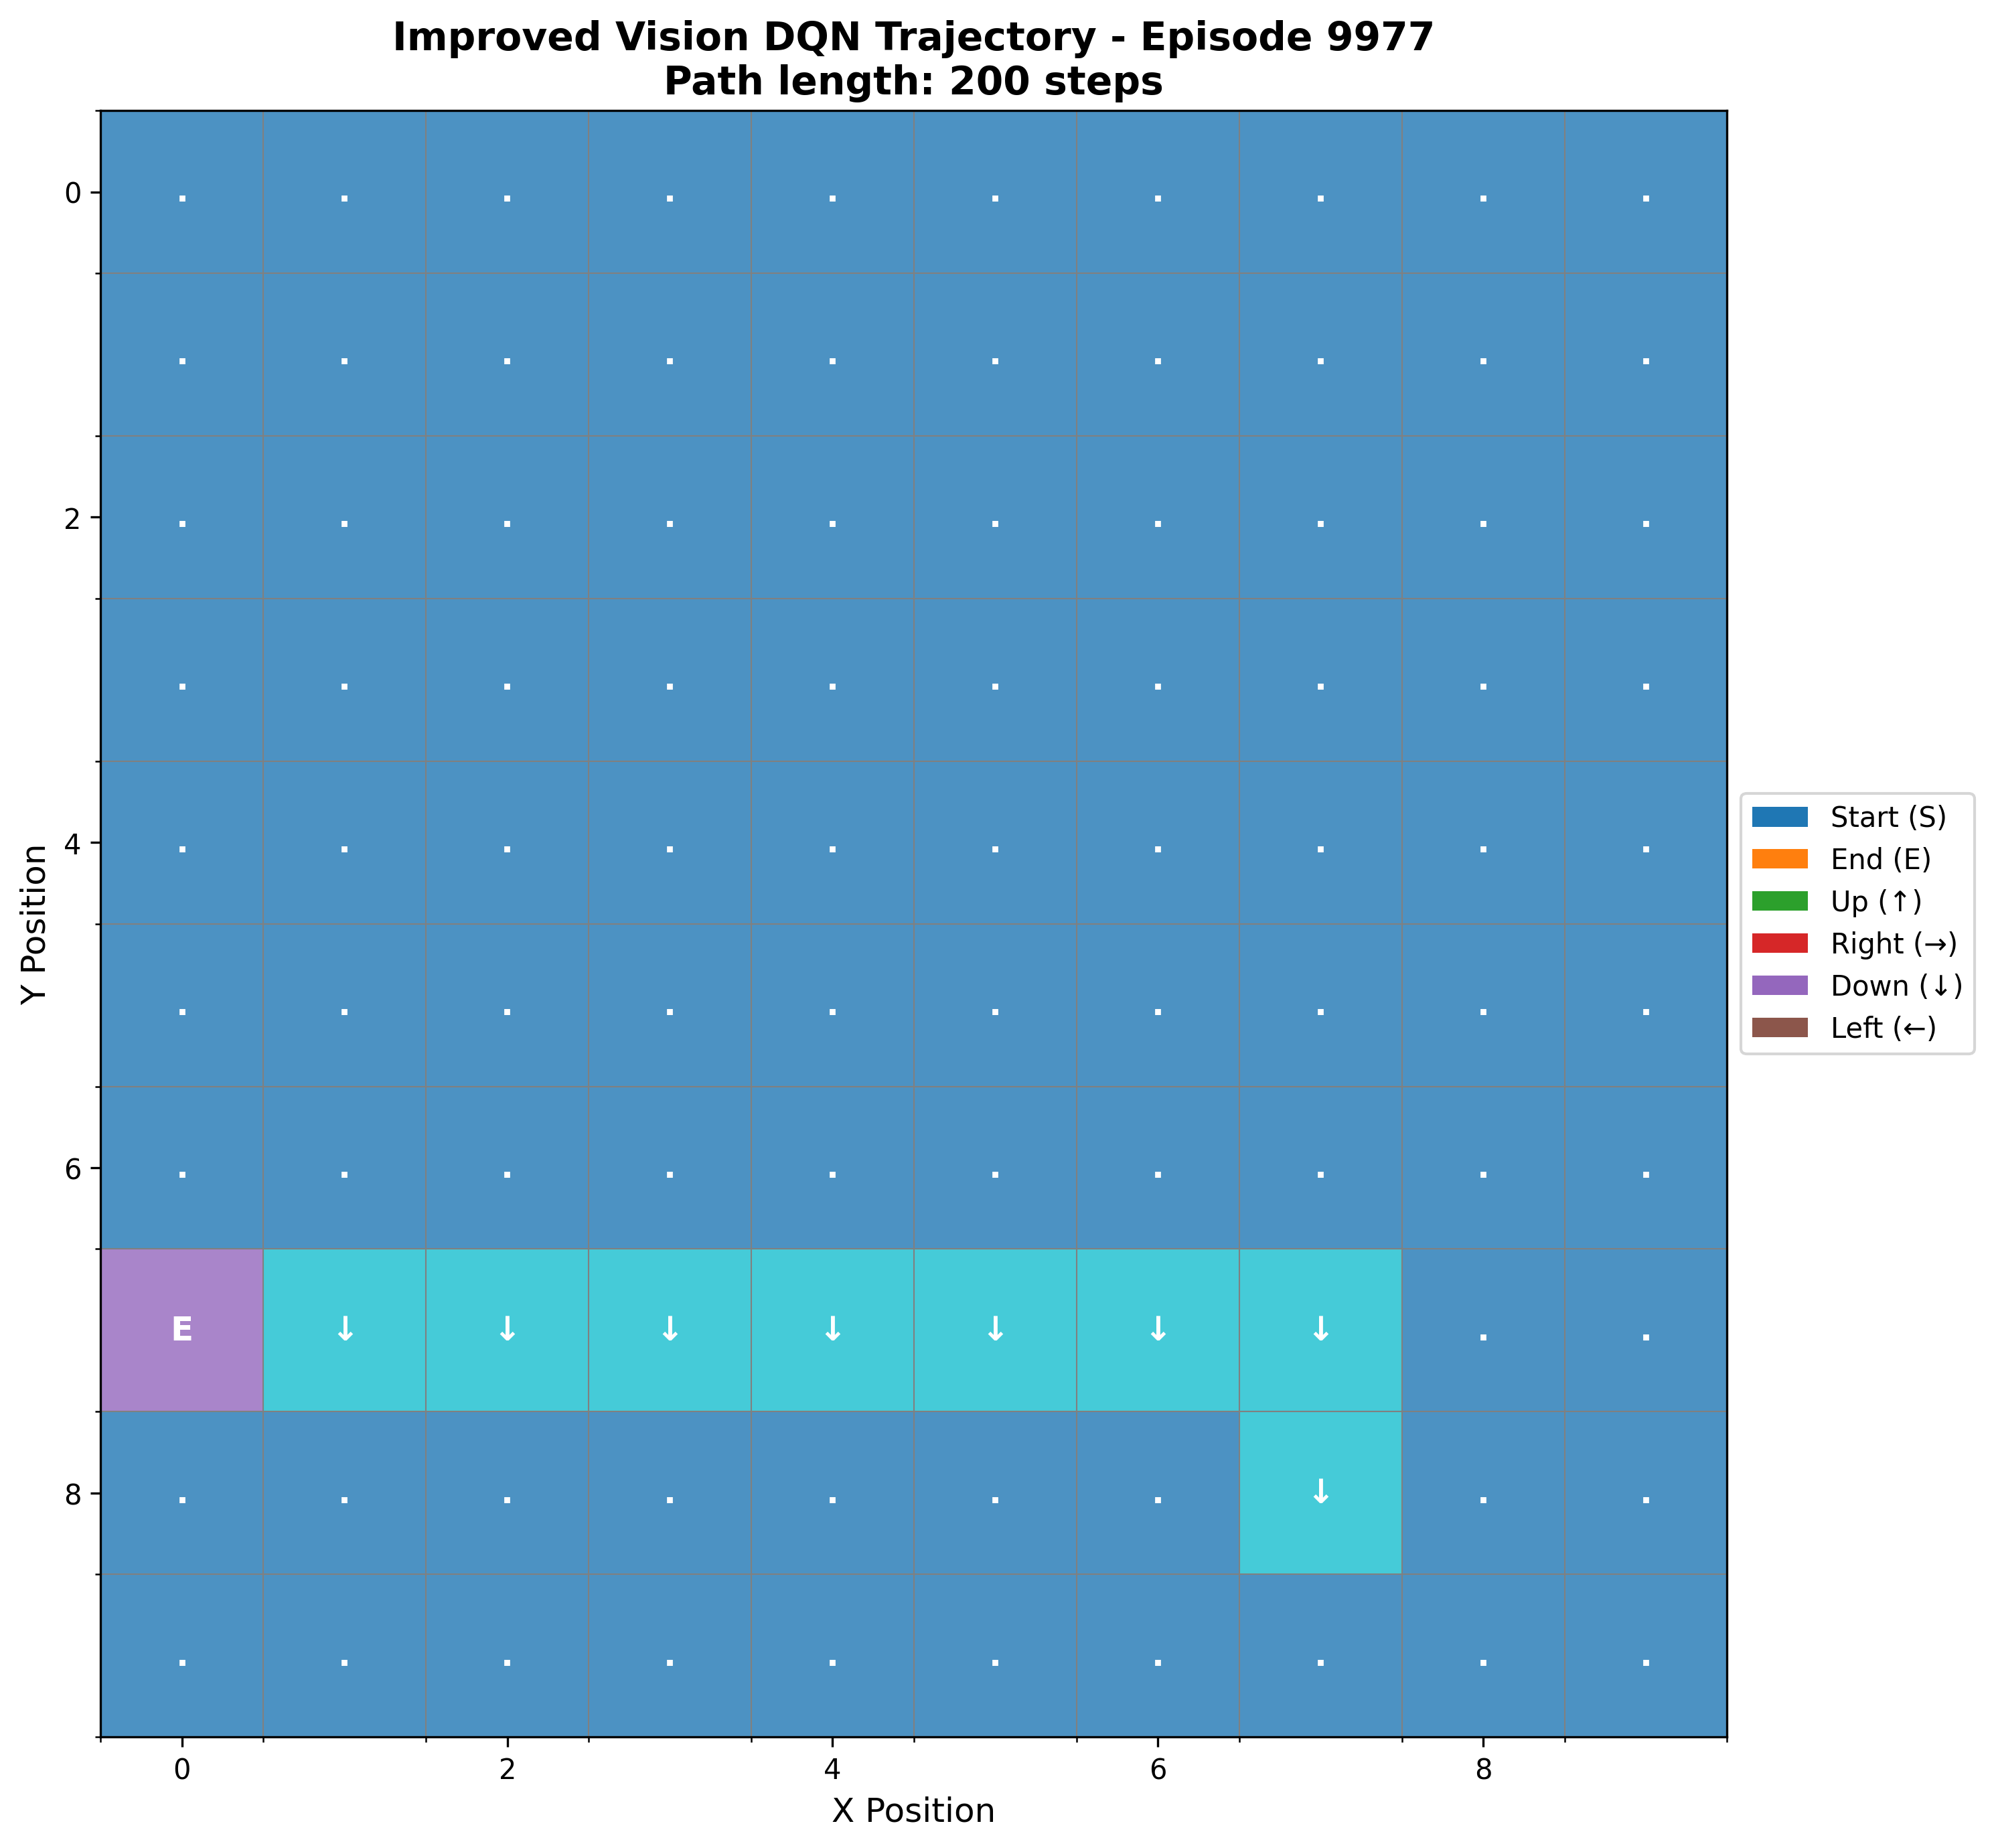 Improved Vision DQN Trajectory - Episode 9977
Path length: 200 steps
0
2
4
6
8
Y Position
. . . . . . . . . .
. . . . . . . . . .
. . . . . . . . . .
. . . . . . . . . .
. . . . . . . . . .
. . . . . . . . . .
. . . . . . . . . .
E ↓ ↓ ↓ ↓ ↓ ↓ ↓ . .
. . . . . . . ↓ . .
. . . . . . . . . .
0 2 4 6 8
X Position
Start (S)
End (E)
Up (↑)
Right (→)
Down (↓)
Left (←)